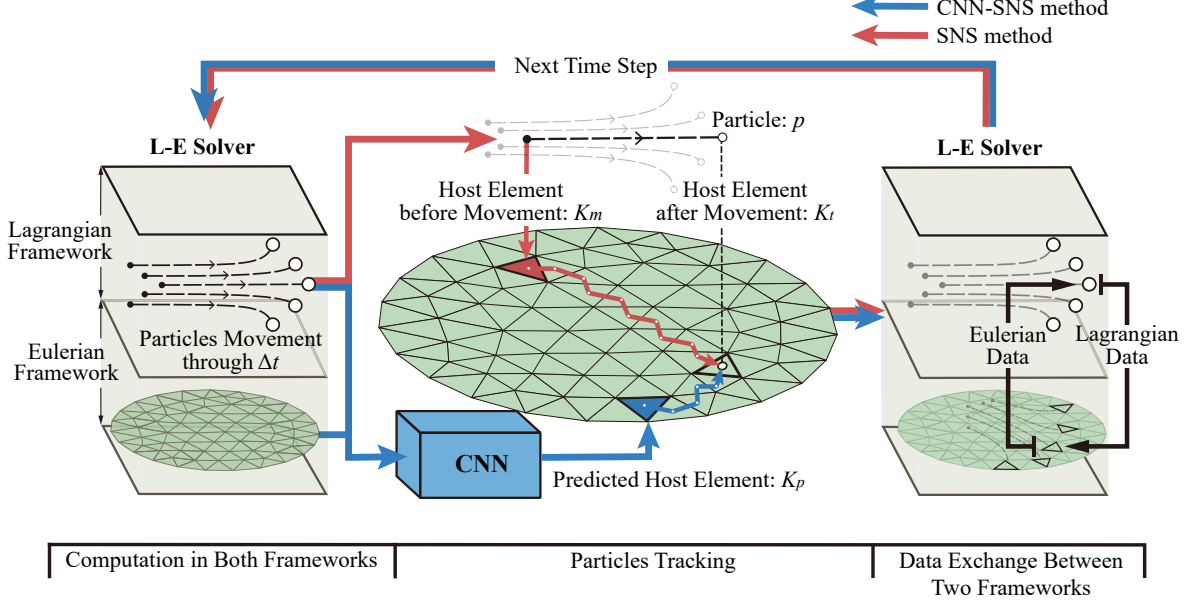 CNN-SNS method
SNS method
Next Time Step
Particle: p
L-E Solver
L-E Solver
Host Element
before Movement: Km
Host Element
after Movement: Kt
Lagrangian
Framework
Particles Movement
through Δt
Eulerian
Framework
Eulerian
Data
Lagrangian
Data
CNN
Predicted Host Element: Kp
Computation in Both Frameworks
Particles Tracking
Data Exchange Between
Two Frameworks